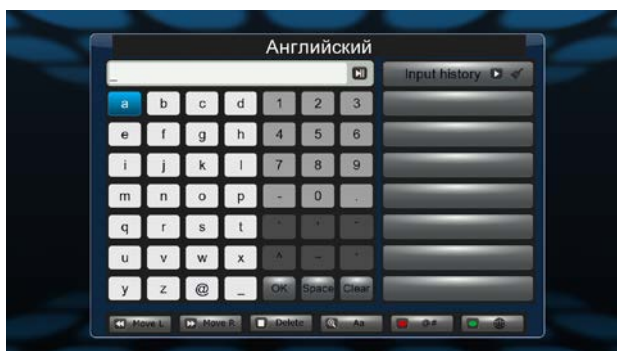 Английский
_
Input history
a b c d 1 2 3
e f g h 4 5 6
i j k l 7 8 9
m n o p - 0 .
q r s t
u v w x ^ ~
y z @ _ OK Space Clear
Move L Move R Delete Aa @#